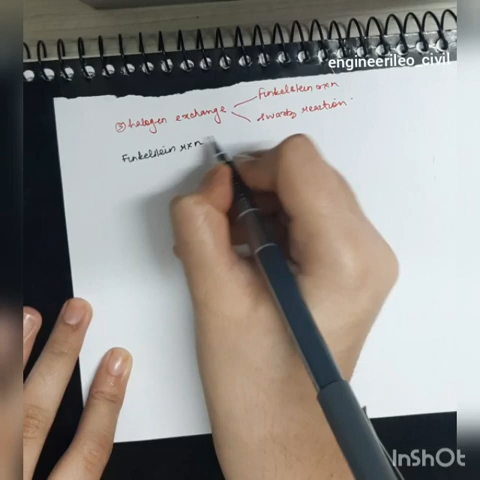 engineerileo_civil
Finkelstein rxn
③ halogen exchange
swarts reaction
Finkelstein rxn
InShOt